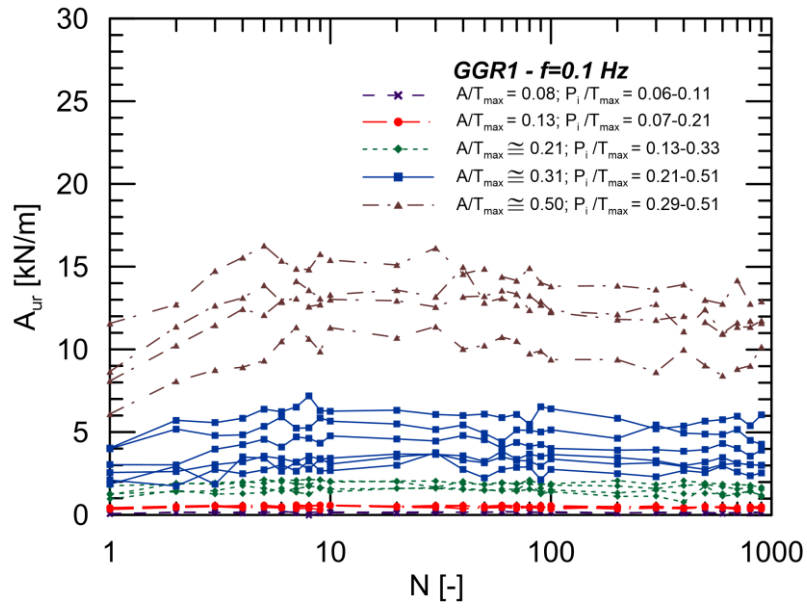 30
25
20
15
10
5
0
A_ur [kN/m]
GGR1 - f=0.1 Hz
A/T_max = 0.08; P_i /T_max = 0.06-0.11
A/T_max = 0.13; P_i /T_max = 0.07-0.21
A/T_max ≅ 0.21; P_i /T_max = 0.13-0.33
A/T_max ≅ 0.31; P_i /T_max = 0.21-0.51
A/T_max ≅ 0.50; P_i /T_max = 0.29-0.51
1 10 100 1000
N [-]